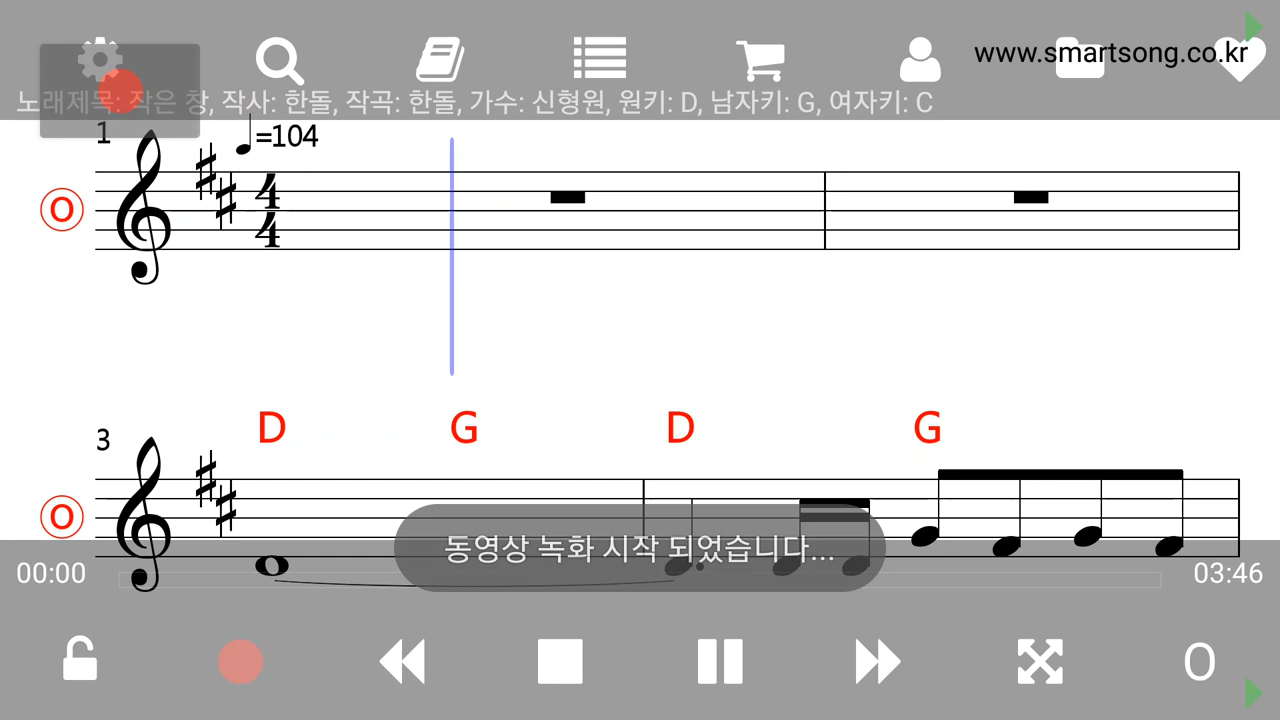 www.smartsong.co.kr
노래제목: 작은 창, 작사: 한돌, 작곡: 한돌, 가수: 신형원, 원키: D, 남자키: G, 여자키: C
1
=104
4
4
O
D G D G
3
O
동영상 녹화 시작 되었습니다...
00:00
03:46
O